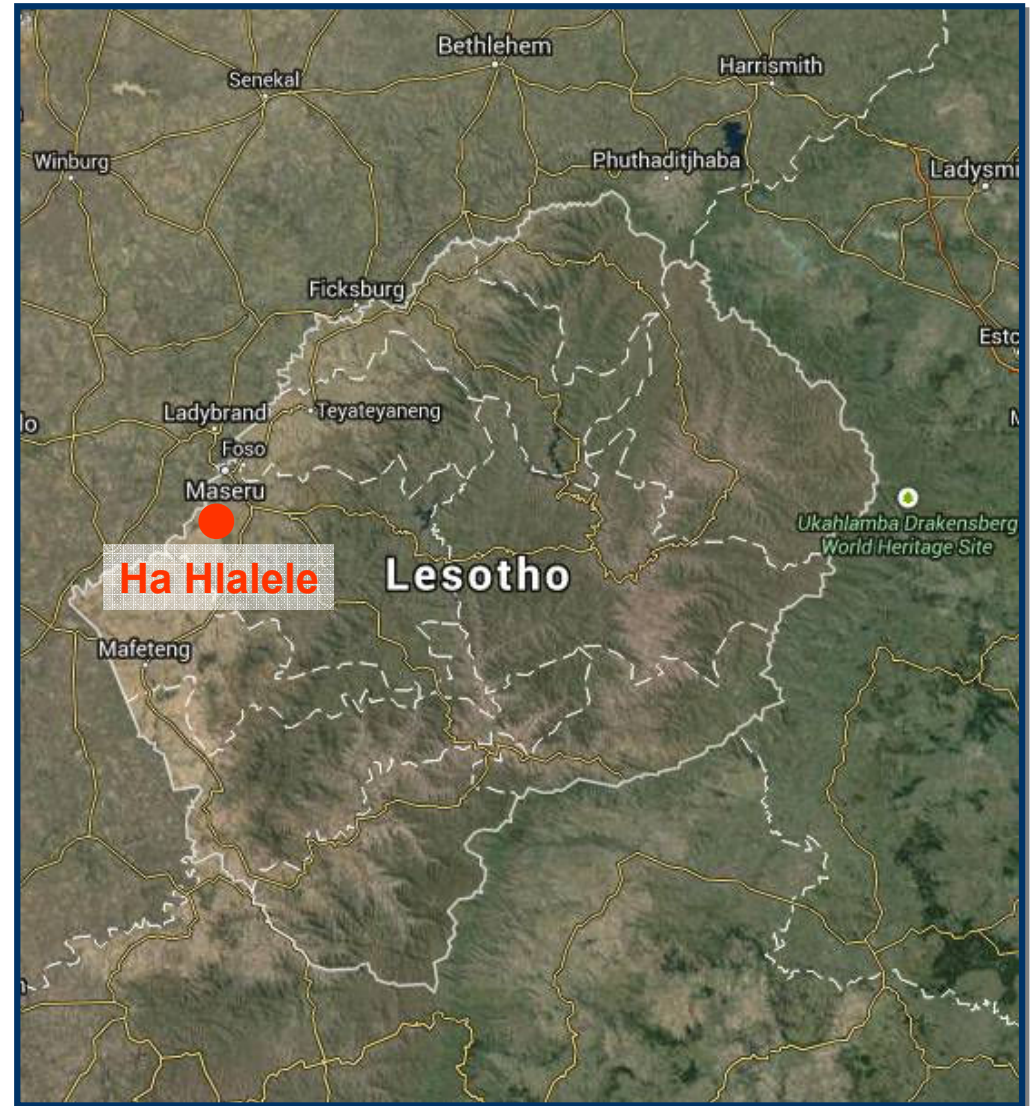 Bethlehem
Harrismith
Senekal
Winburg
Phuthaditjhaba
Ladysmi
Ficksburg
Estc
Ladybrand
Teyateyaneng
lo
Foso
Maseru
Ukahlamba Drakensberg
World Heritage Site
Ha Hlalele
Lesotho
Mafeteng